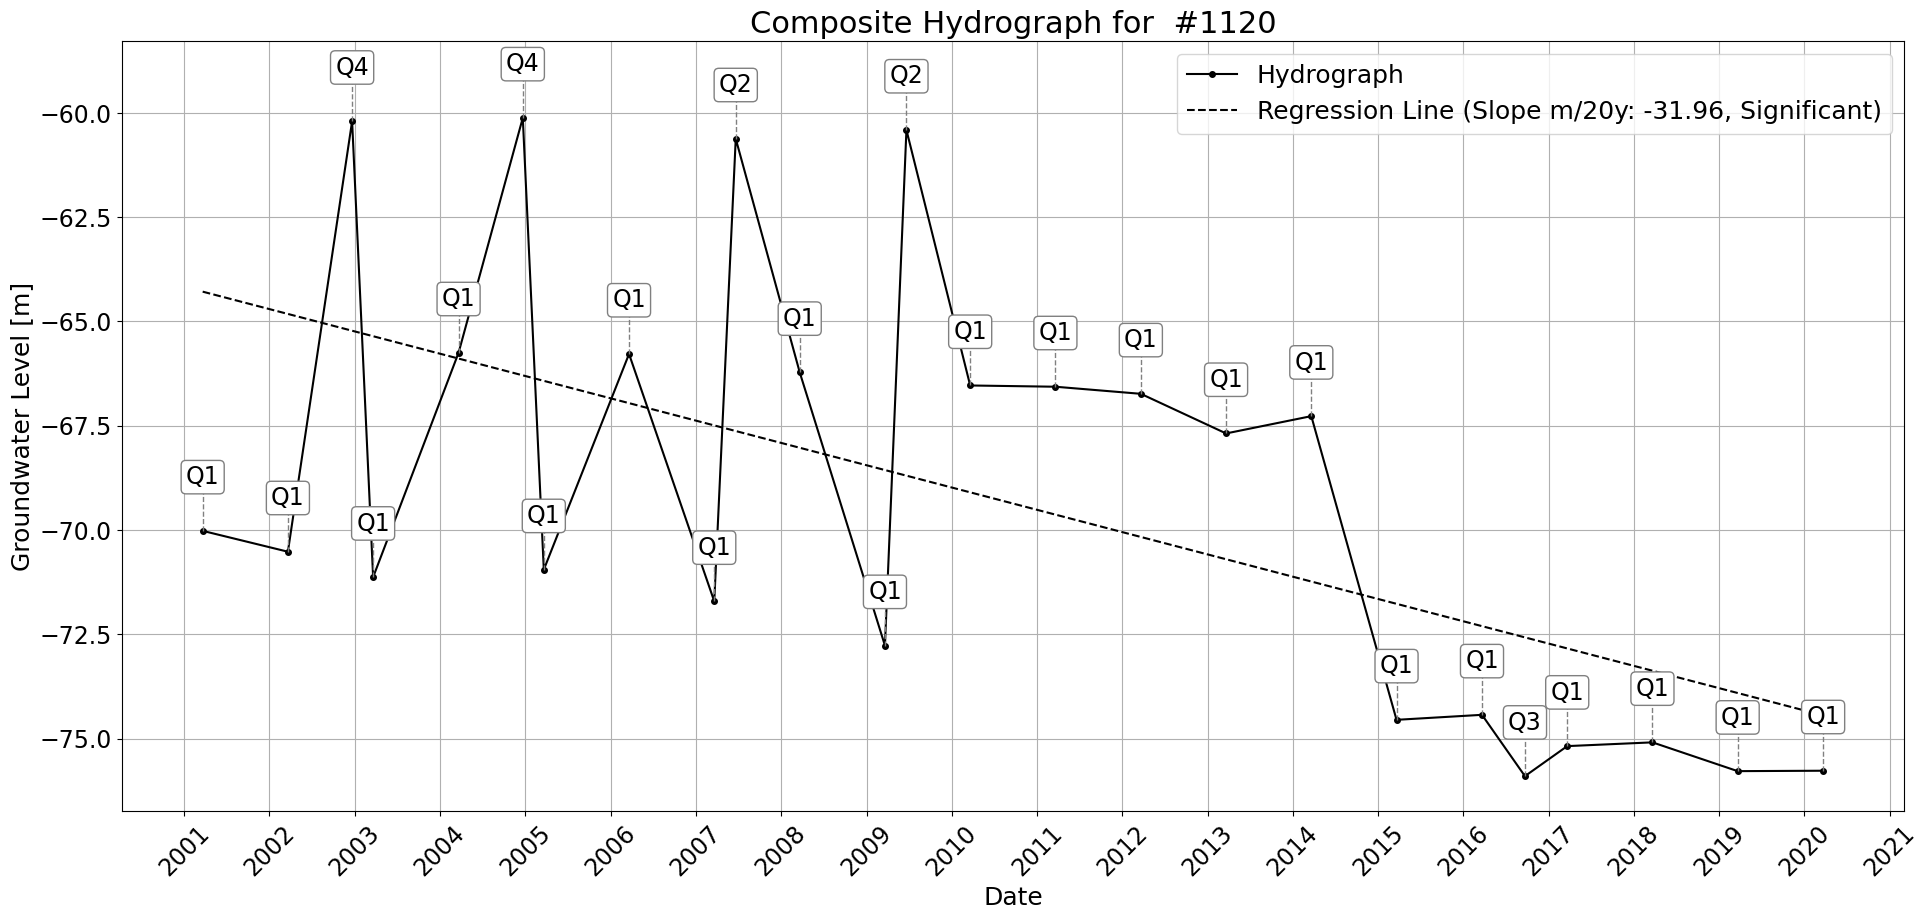 Composite Hydrograph for  #1120
Hydrograph
Regression Line (Slope m/20y: -31.96, Significant)
Groundwater Level [m]
−60.0
−62.5
−65.0
−67.5
−70.0
−72.5
−75.0
Q1
Q1
Q4
Q1
Q1
Q4
Q1
Q1
Q1
Q2
Q1
Q1
Q2
Q1
Q1
Q1
Q1
Q1
Q1
Q1
Q3
Q1
Q1
Q1
Q1
2001
2002
2003
2004
2005
2006
2007
2008
2009
2010
2011
2012
2013
2014
2015
2016
2017
2018
2019
2020
2021
Date